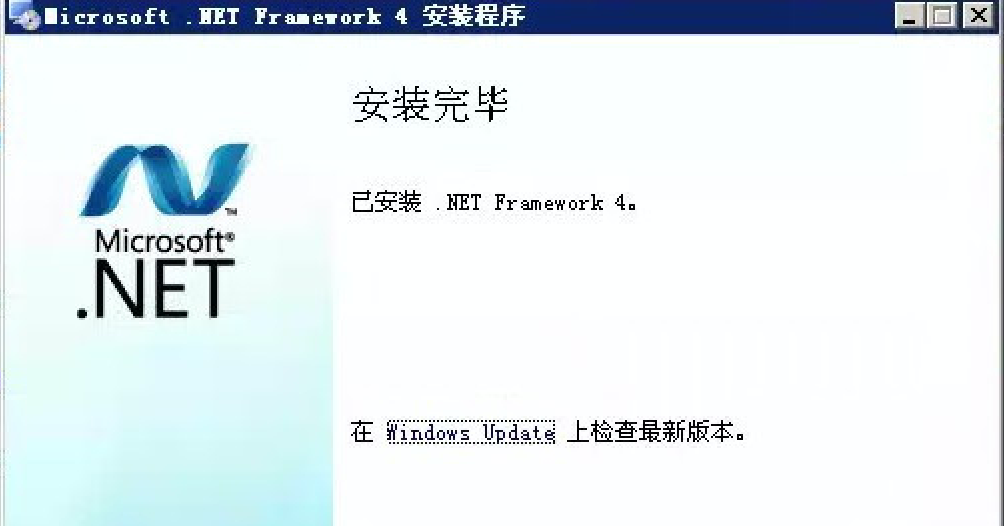 Microsoft .NET Framework 4 安装程序
安装完毕
已安装 .NET Framework 4。
Microsoft®
.NET
在 Windows Update 上检查最新版本。